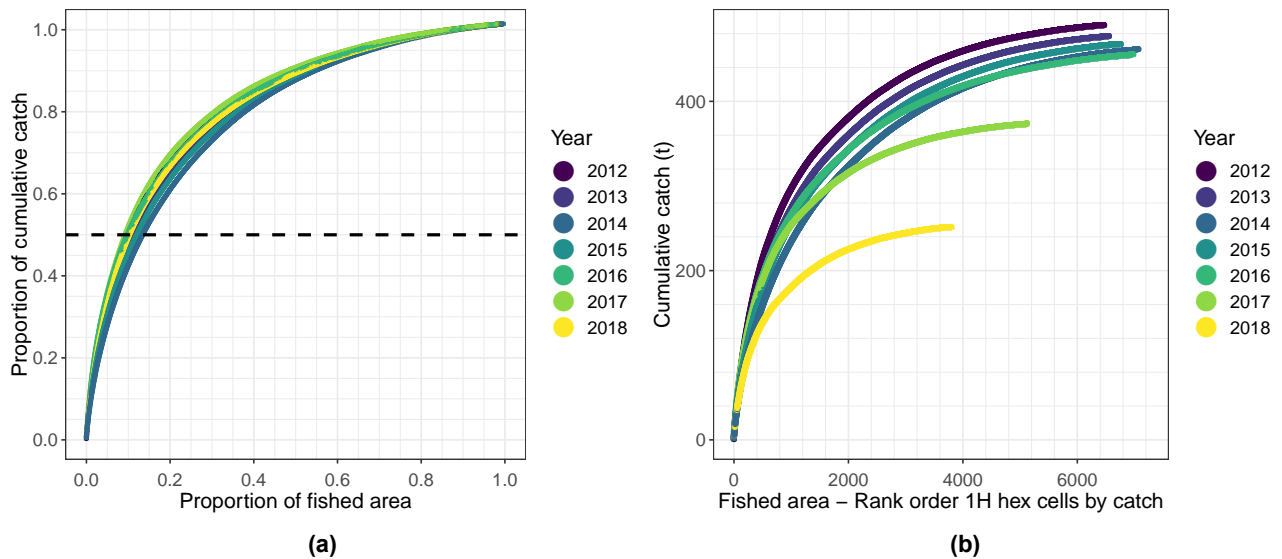 1.0
0.8
0.6
0.4
0.2
0.0
Proportion of cumulative catch
0.0 0.2 0.4 0.6 0.8 1.0
Proportion of fished area
Year
2012
2013
2014
2015
2016
2017
2018
(a)
400
200
0
Cumulative catch (t)
0 2000 4000 6000
Fished area − Rank order 1H hex cells by catch
Year
2012
2013
2014
2015
2016
2017
2018
(b)